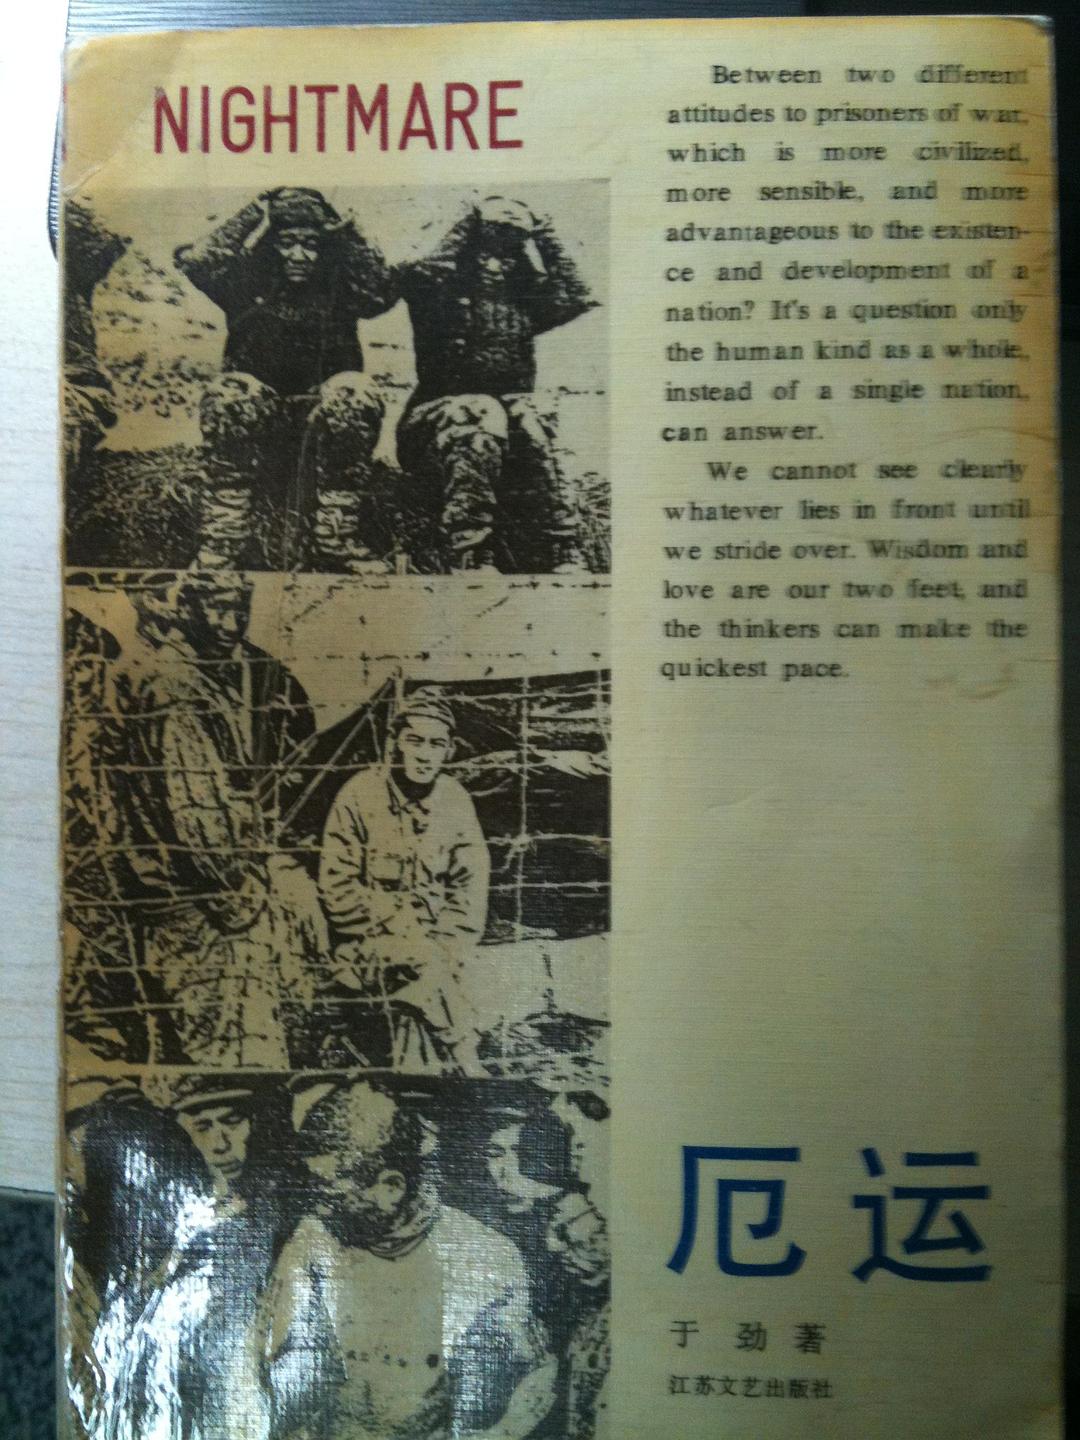 NIGHTMARE
Between two different
attitudes to prisoners of war,
which is more civilized,
more sensible, and more
advantageous to the existen-
ce and development of a
nation? It's a question only
the human kind as a whole,
instead of a single nation,
can answer.
We cannot see clearly
whatever lies in front until
we stride over. Wisdom and
love are our two feet, and
the thinkers can make the
quickest pace.
厄运
于 劲 著
江苏文艺出版社